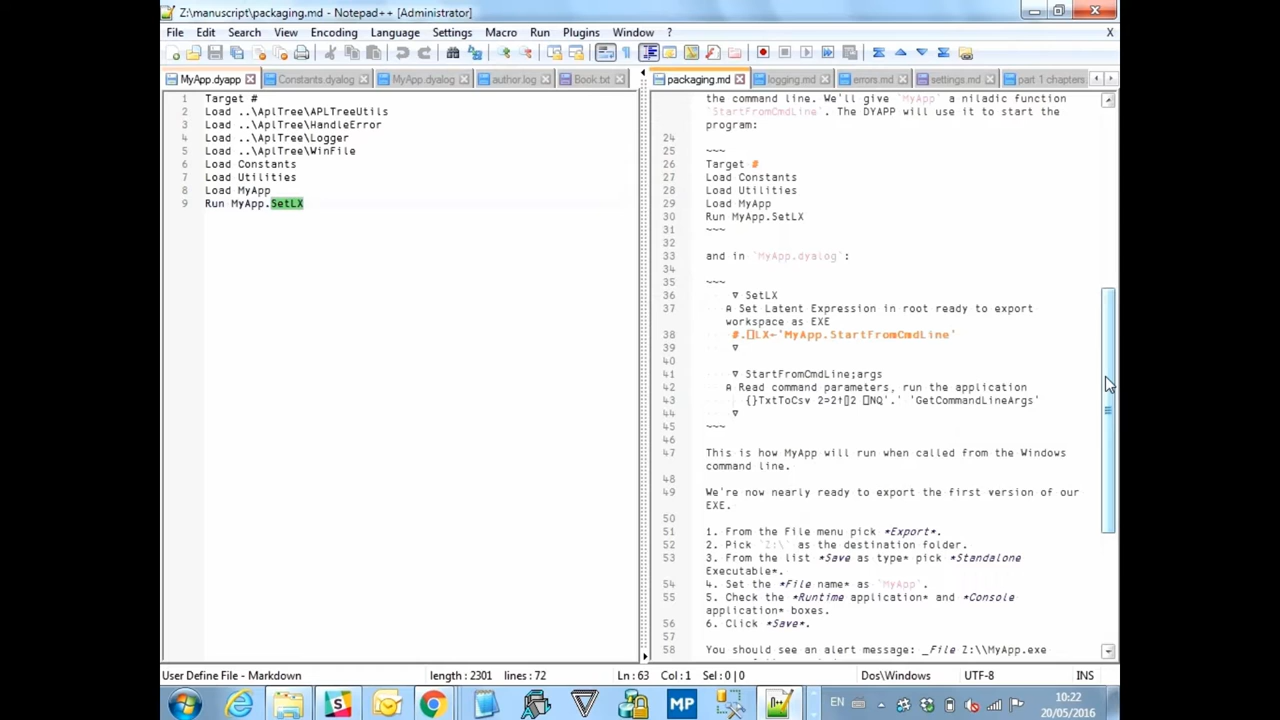 Z:\manuscript\packaging.md - Notepad++ [Administrator]
File Edit Search View Encoding Language Settings Macro Run Plugins Window ? X
MyApp.dyapp Constants.dyalog MyApp.dyalog author.log Book.txt
packaging.md logging.md errors.md settings.md part 1 chapters
1 Target #
2 Load ..\AplTree\APLTreeUtils
3 Load ..\AplTree\HandleError
4 Load ..\AplTree\Logger
5 Load ..\AplTree\WinFile
6 Load Constants
7 Load Utilities
8 Load MyApp
9 Run MyApp.SetLX
the command line. We'll give `MyApp` a niladic function
`StartFromCmdLine`. The DYAPP will use it to start the
program:
24
25 ~~~
26 Target #
27 Load Constants
28 Load Utilities
29 Load MyApp
30 Run MyApp.SetLX
31 ~~~
32
33 and in `MyApp.dyalog`:
34
35 ~~~
36 ∇ SetLX
37 ⍝ Set Latent Expression in root ready to export
workspace as EXE
38 #.⎕LX←'MyApp.StartFromCmdLine'
39 ∇
40
41 ∇ StartFromCmdLine;args
42 ⍝ Read command parameters, run the application
43 {}TxtToCsv 2⊃2↑⌷2 ⎕NQ'.' 'GetCommandLineArgs'
44 ∇
45 ~~~
46
47 This is how MyApp will run when called from the Windows
command line.
48
49 We're now nearly ready to export the first version of our
EXE.
50
51 1. From the File menu pick *Export*.
52 2. Pick `Z:\` as the destination folder.
53 3. From the list *Save as type* pick *Standalone
Executable*.
54 4. Set the *File name* as `MyApp`.
55 5. Check the *Runtime application* and *Console
application* boxes.
56 6. Click *Save*.
57
58 You should see an alert message: _File Z:\\MyApp.exe
User Define File - Markdown length : 2301 lines : 72 Ln : 63 Col : 1 Sel : 0 | 0 Dos\Windows UTF-8
EN 10:22
20/05/2016